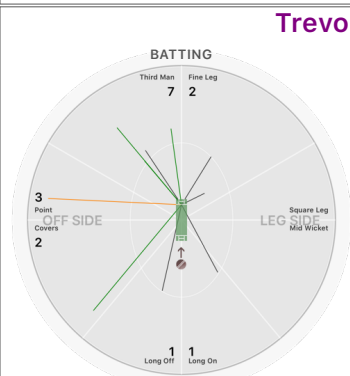 Trevo
BATTING
Third Man Fine Leg
7 2
3
Point Square Leg
OFF SIDE LEG SIDE
Covers Mid Wicket
2
1 1
Long Off Long On